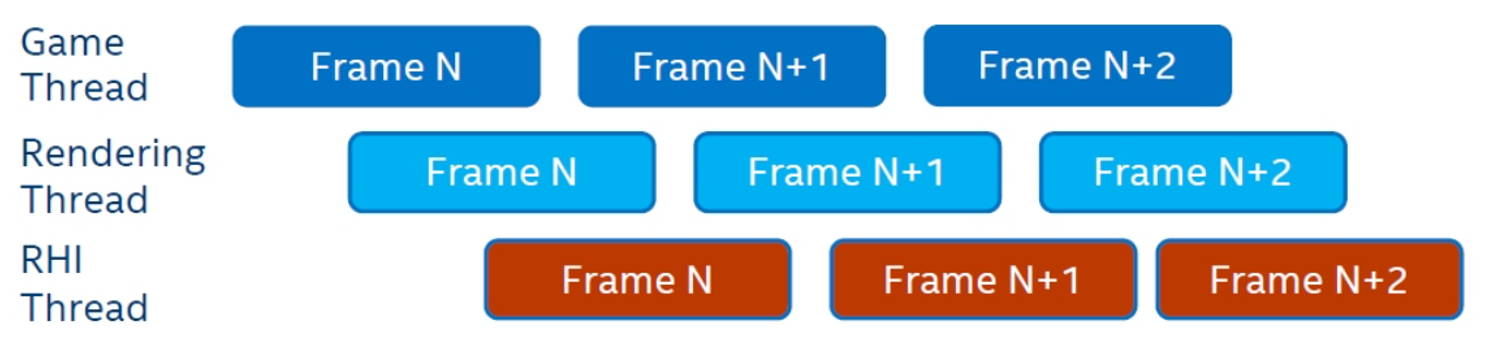 Game
Thread
Frame N
Frame N+1
Frame N+2
Rendering
Thread
Frame N
Frame N+1
Frame N+2
RHI
Thread
Frame N
Frame N+1
Frame N+2